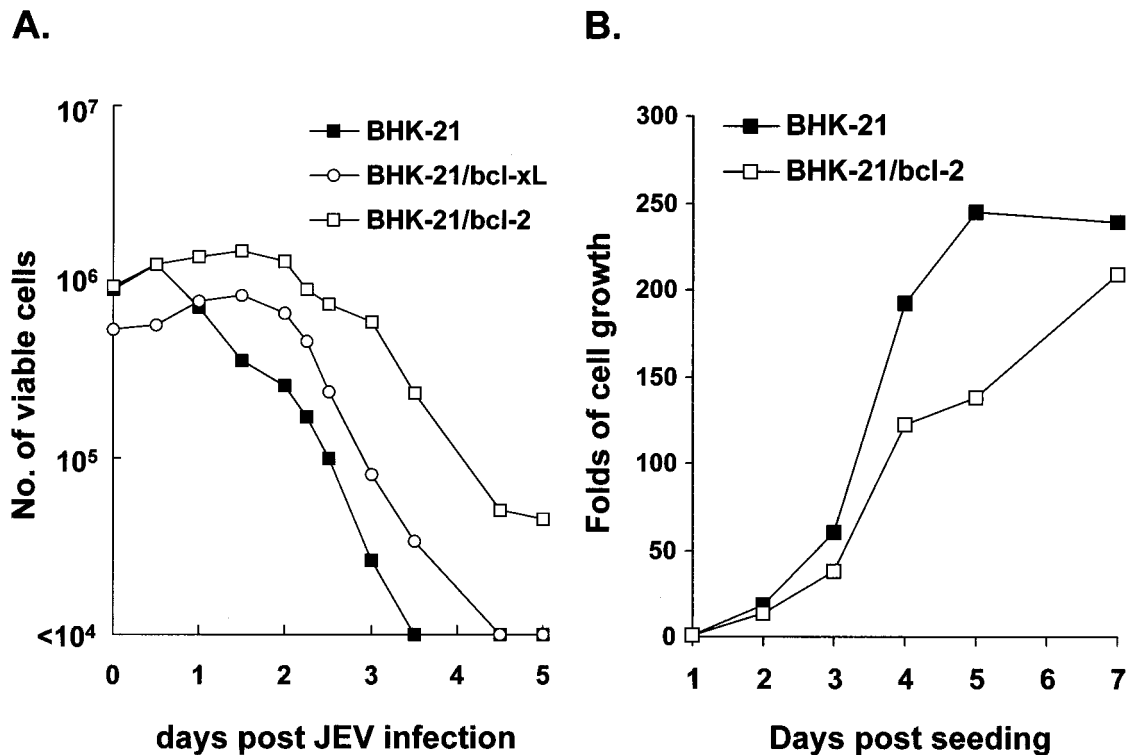 A.
10⁷
BHK-21
BHK-21/bcl-xL
BHK-21/bcl-2
10⁶
10⁵
<10⁴
No. of viable cells
0 1 2 3 4 5
days post JEV infection
B.
300
BHK-21
BHK-21/bcl-2
250
200
150
100
50
0
Folds of cell growth
1 2 3 4 5 6 7
Days post seeding